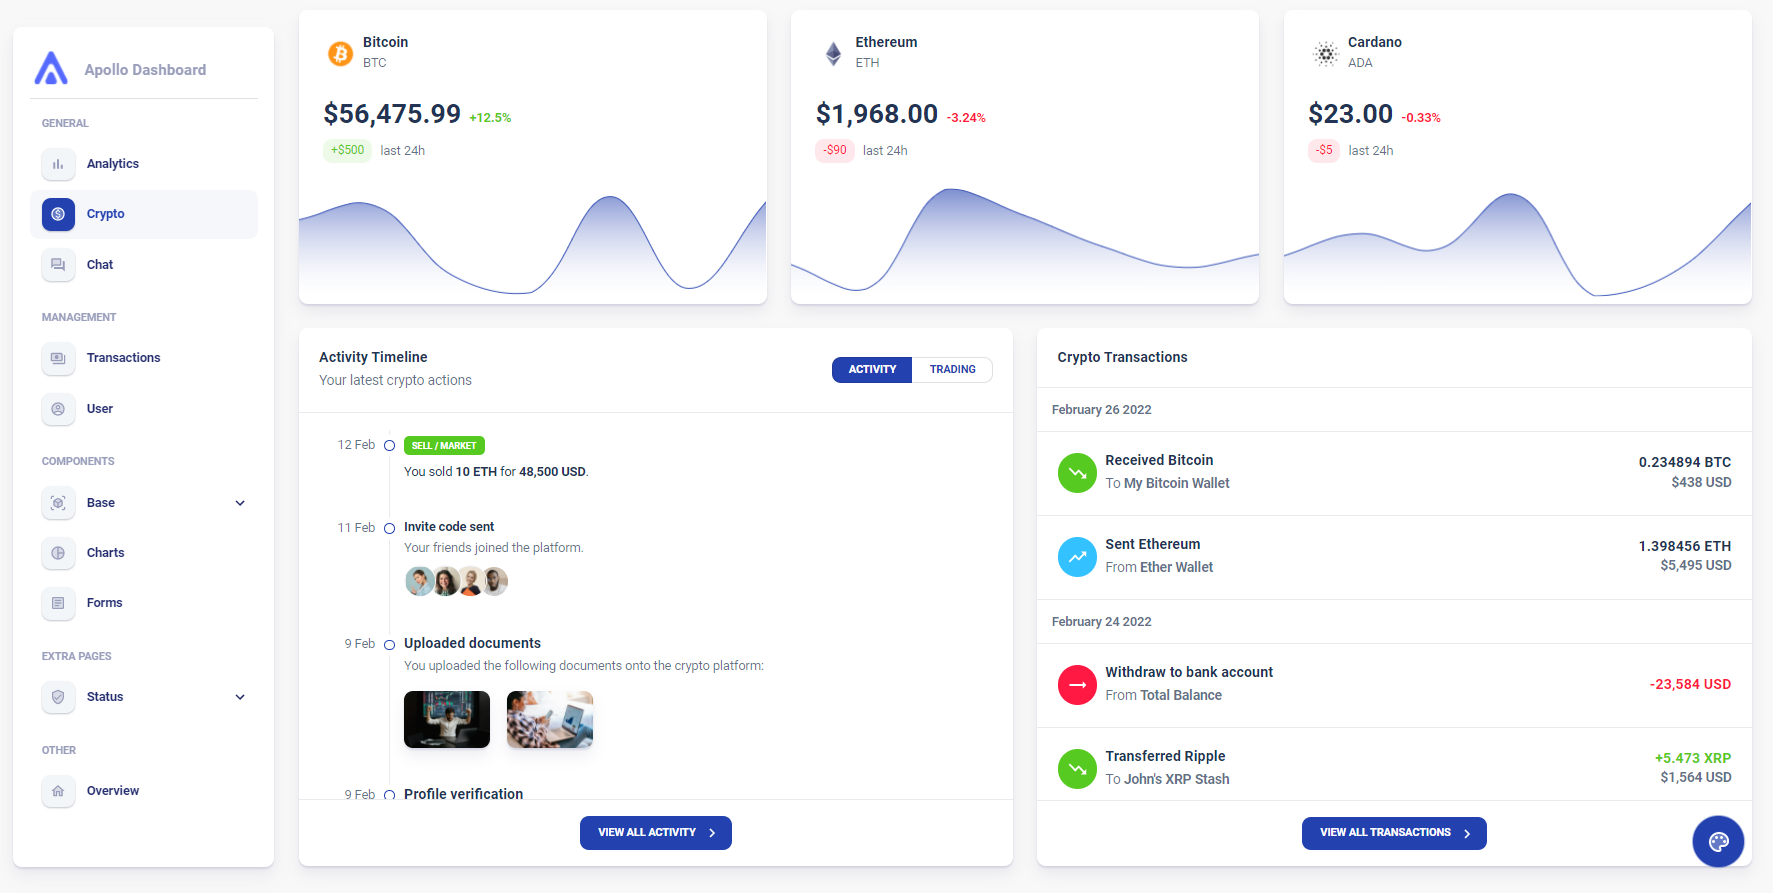 Apollo Dashboard
GENERAL
Analytics
Crypto
Chat
MANAGEMENT
Transactions
User
COMPONENTS
Base
Charts
Forms
EXTRA PAGES
Status
OTHER
Overview
Bitcoin
BTC
$56,475.99 +12.5%
+$500 last 24h
Ethereum
ETH
$1,968.00 -3.24%
-$90 last 24h
Cardano
ADA
$23.00 -0.33%
-$5 last 24h
Activity Timeline
Your latest crypto actions
ACTIVITY TRADING
12 Feb SELL / MARKET
You sold 10 ETH for 48,500 USD.
11 Feb Invite code sent
Your friends joined the platform.
9 Feb Uploaded documents
You uploaded the following documents onto the crypto platform:
9 Feb Profile verification
VIEW ALL ACTIVITY
Crypto Transactions
February 26 2022
Received Bitcoin 0.234894 BTC
To My Bitcoin Wallet $438 USD
Sent Ethereum 1.398456 ETH
From Ether Wallet $5,495 USD
February 24 2022
Withdraw to bank account -23,584 USD
From Total Balance
Transferred Ripple +5.473 XRP
To John's XRP Stash $1,564 USD
VIEW ALL TRANSACTIONS